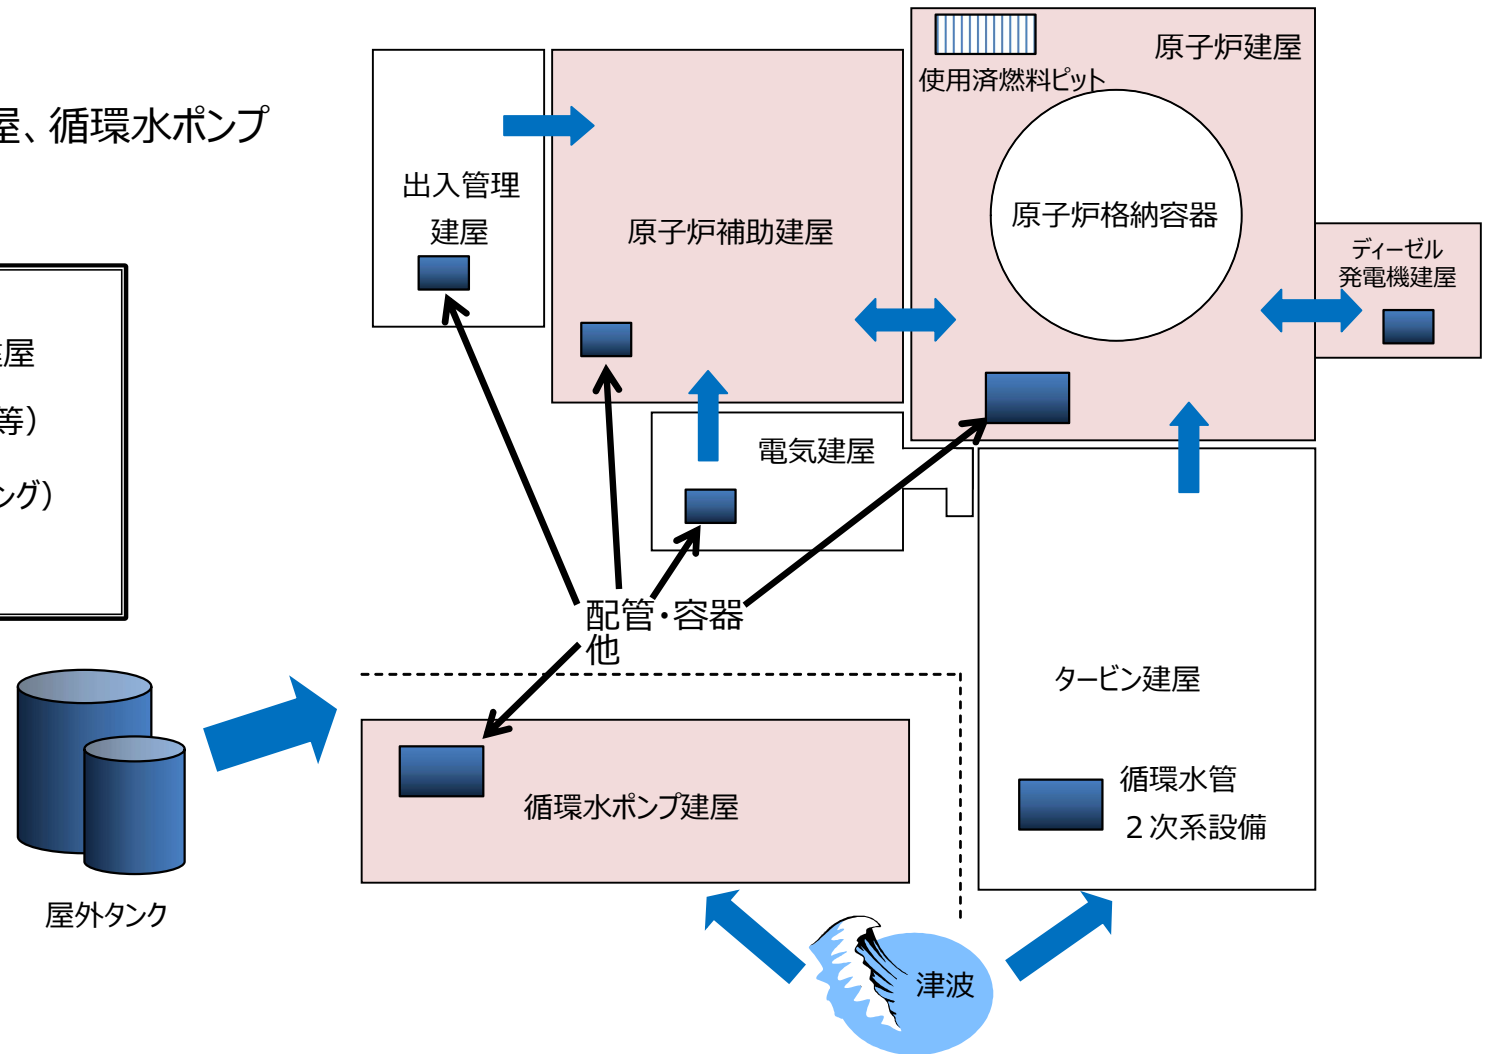 屋、循環水ポンプ
建屋
等）
ング）
屋外タンク
出入管理
建屋
原子炉補助建屋
使用済燃料ピット
原子炉建屋
原子炉格納容器
ディーゼル
発電機建屋
電気建屋
配管・容器
他
タービン建屋
循環水管
２次系設備
循環水ポンプ建屋
津波